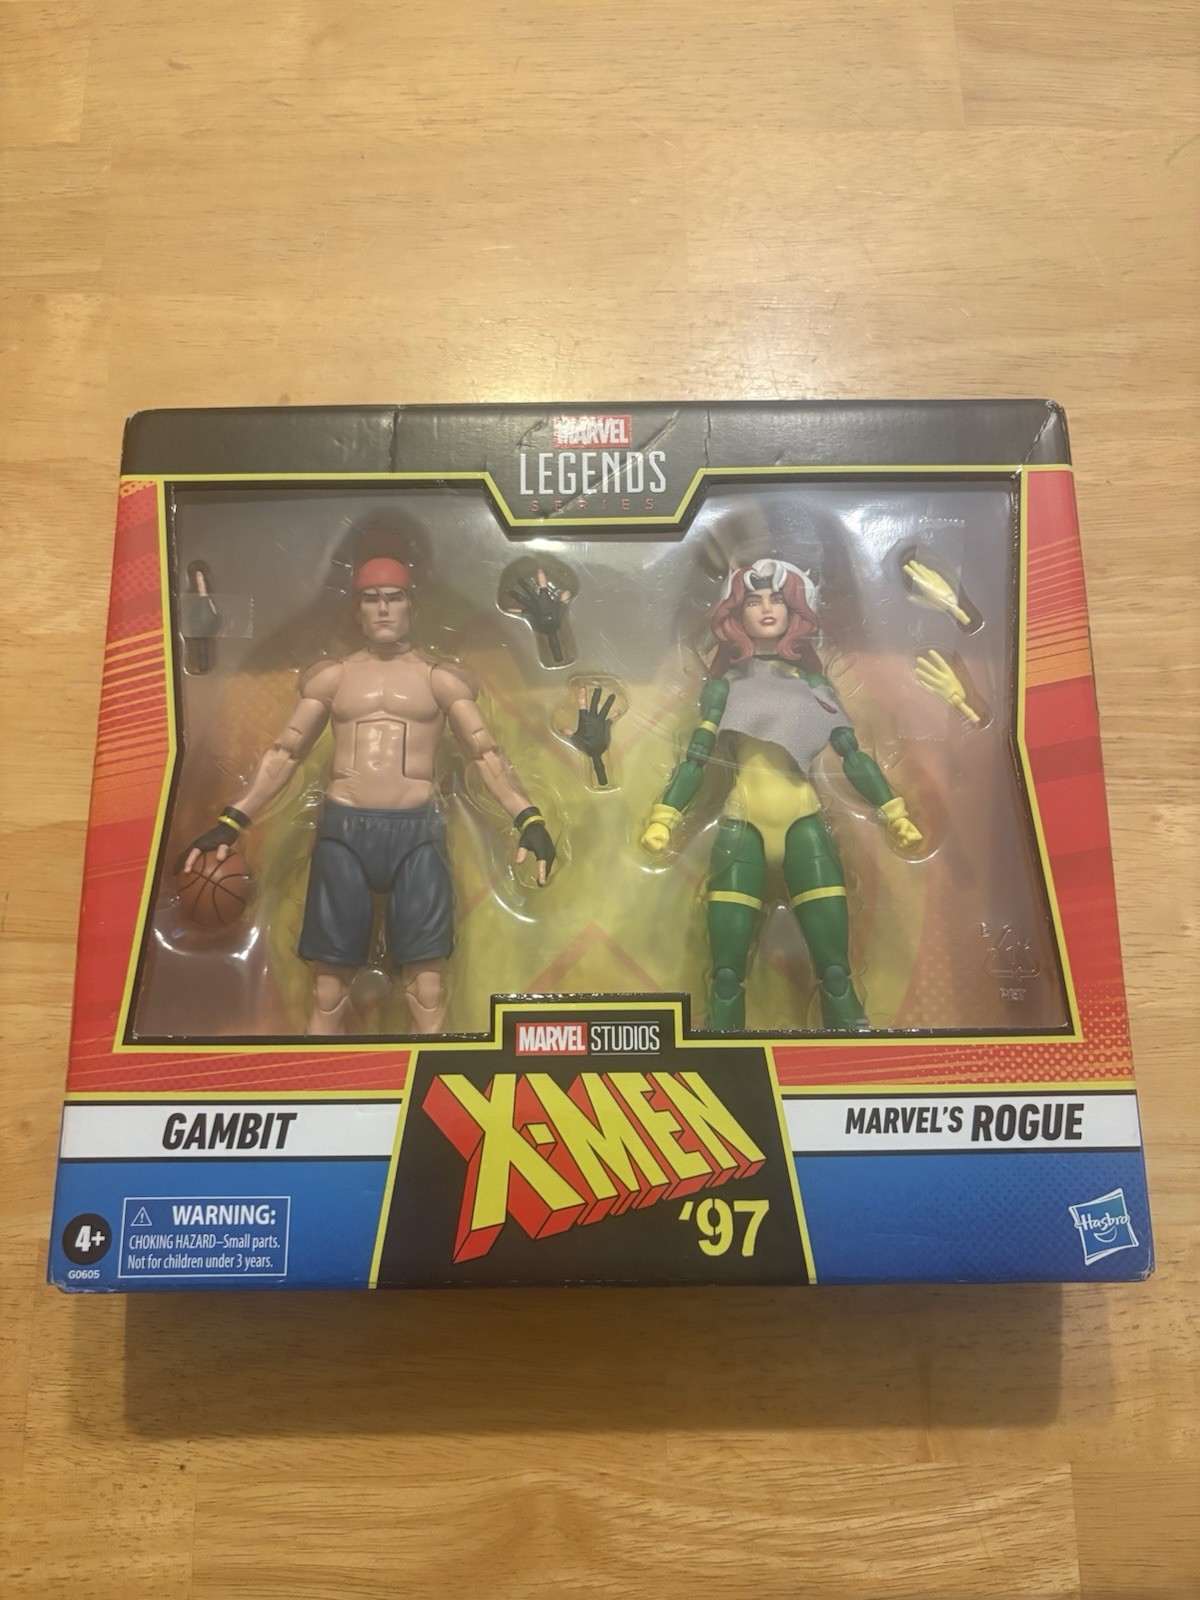 MARVEL
LEGENDS
SERIES
PET
MARVEL STUDIOS
X-MEN
'97
GAMBIT
MARVEL'S ROGUE
4+
G0605
WARNING:
CHOKING HAZARD–Small parts.
Not for children under 3 years.
Hasbro